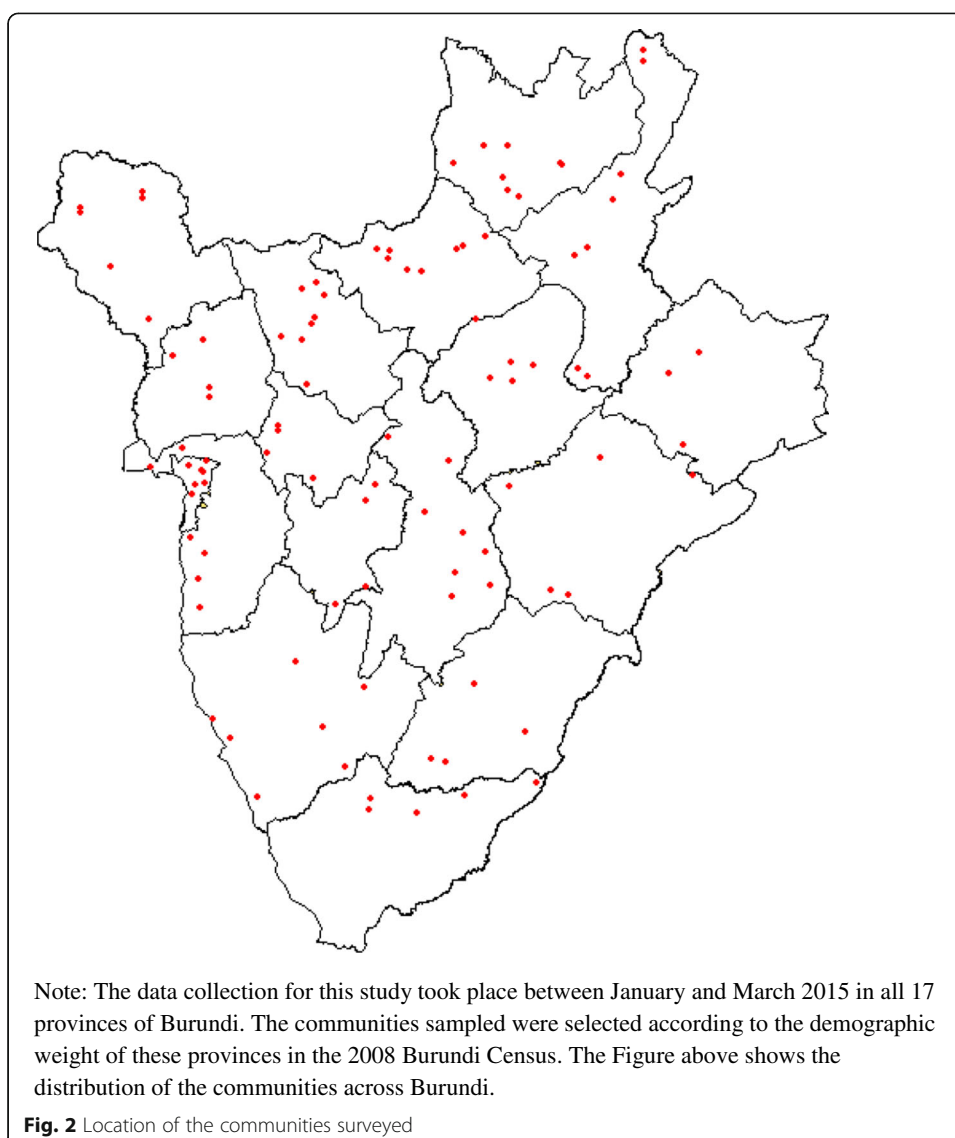 Note: The data collection for this study took place between January and March 2015 in all 17
provinces of Burundi. The communities sampled were selected according to the demographic
weight of these provinces in the 2008 Burundi Census. The Figure above shows the
distribution of the communities across Burundi.
Fig. 2 Location of the communities surveyed